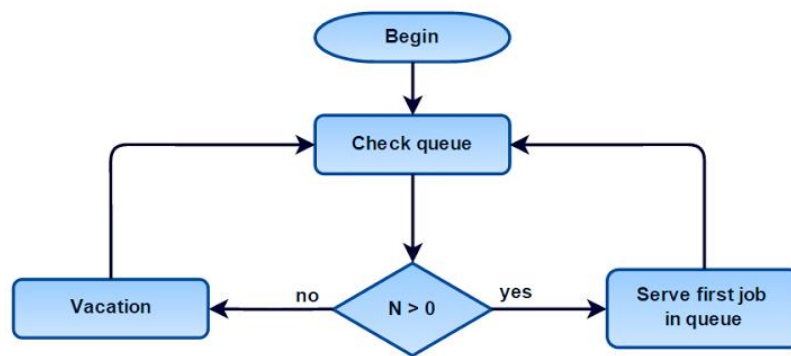 Begin
Check queue
Vacation
no
N > 0
yes
Serve first job
in queue